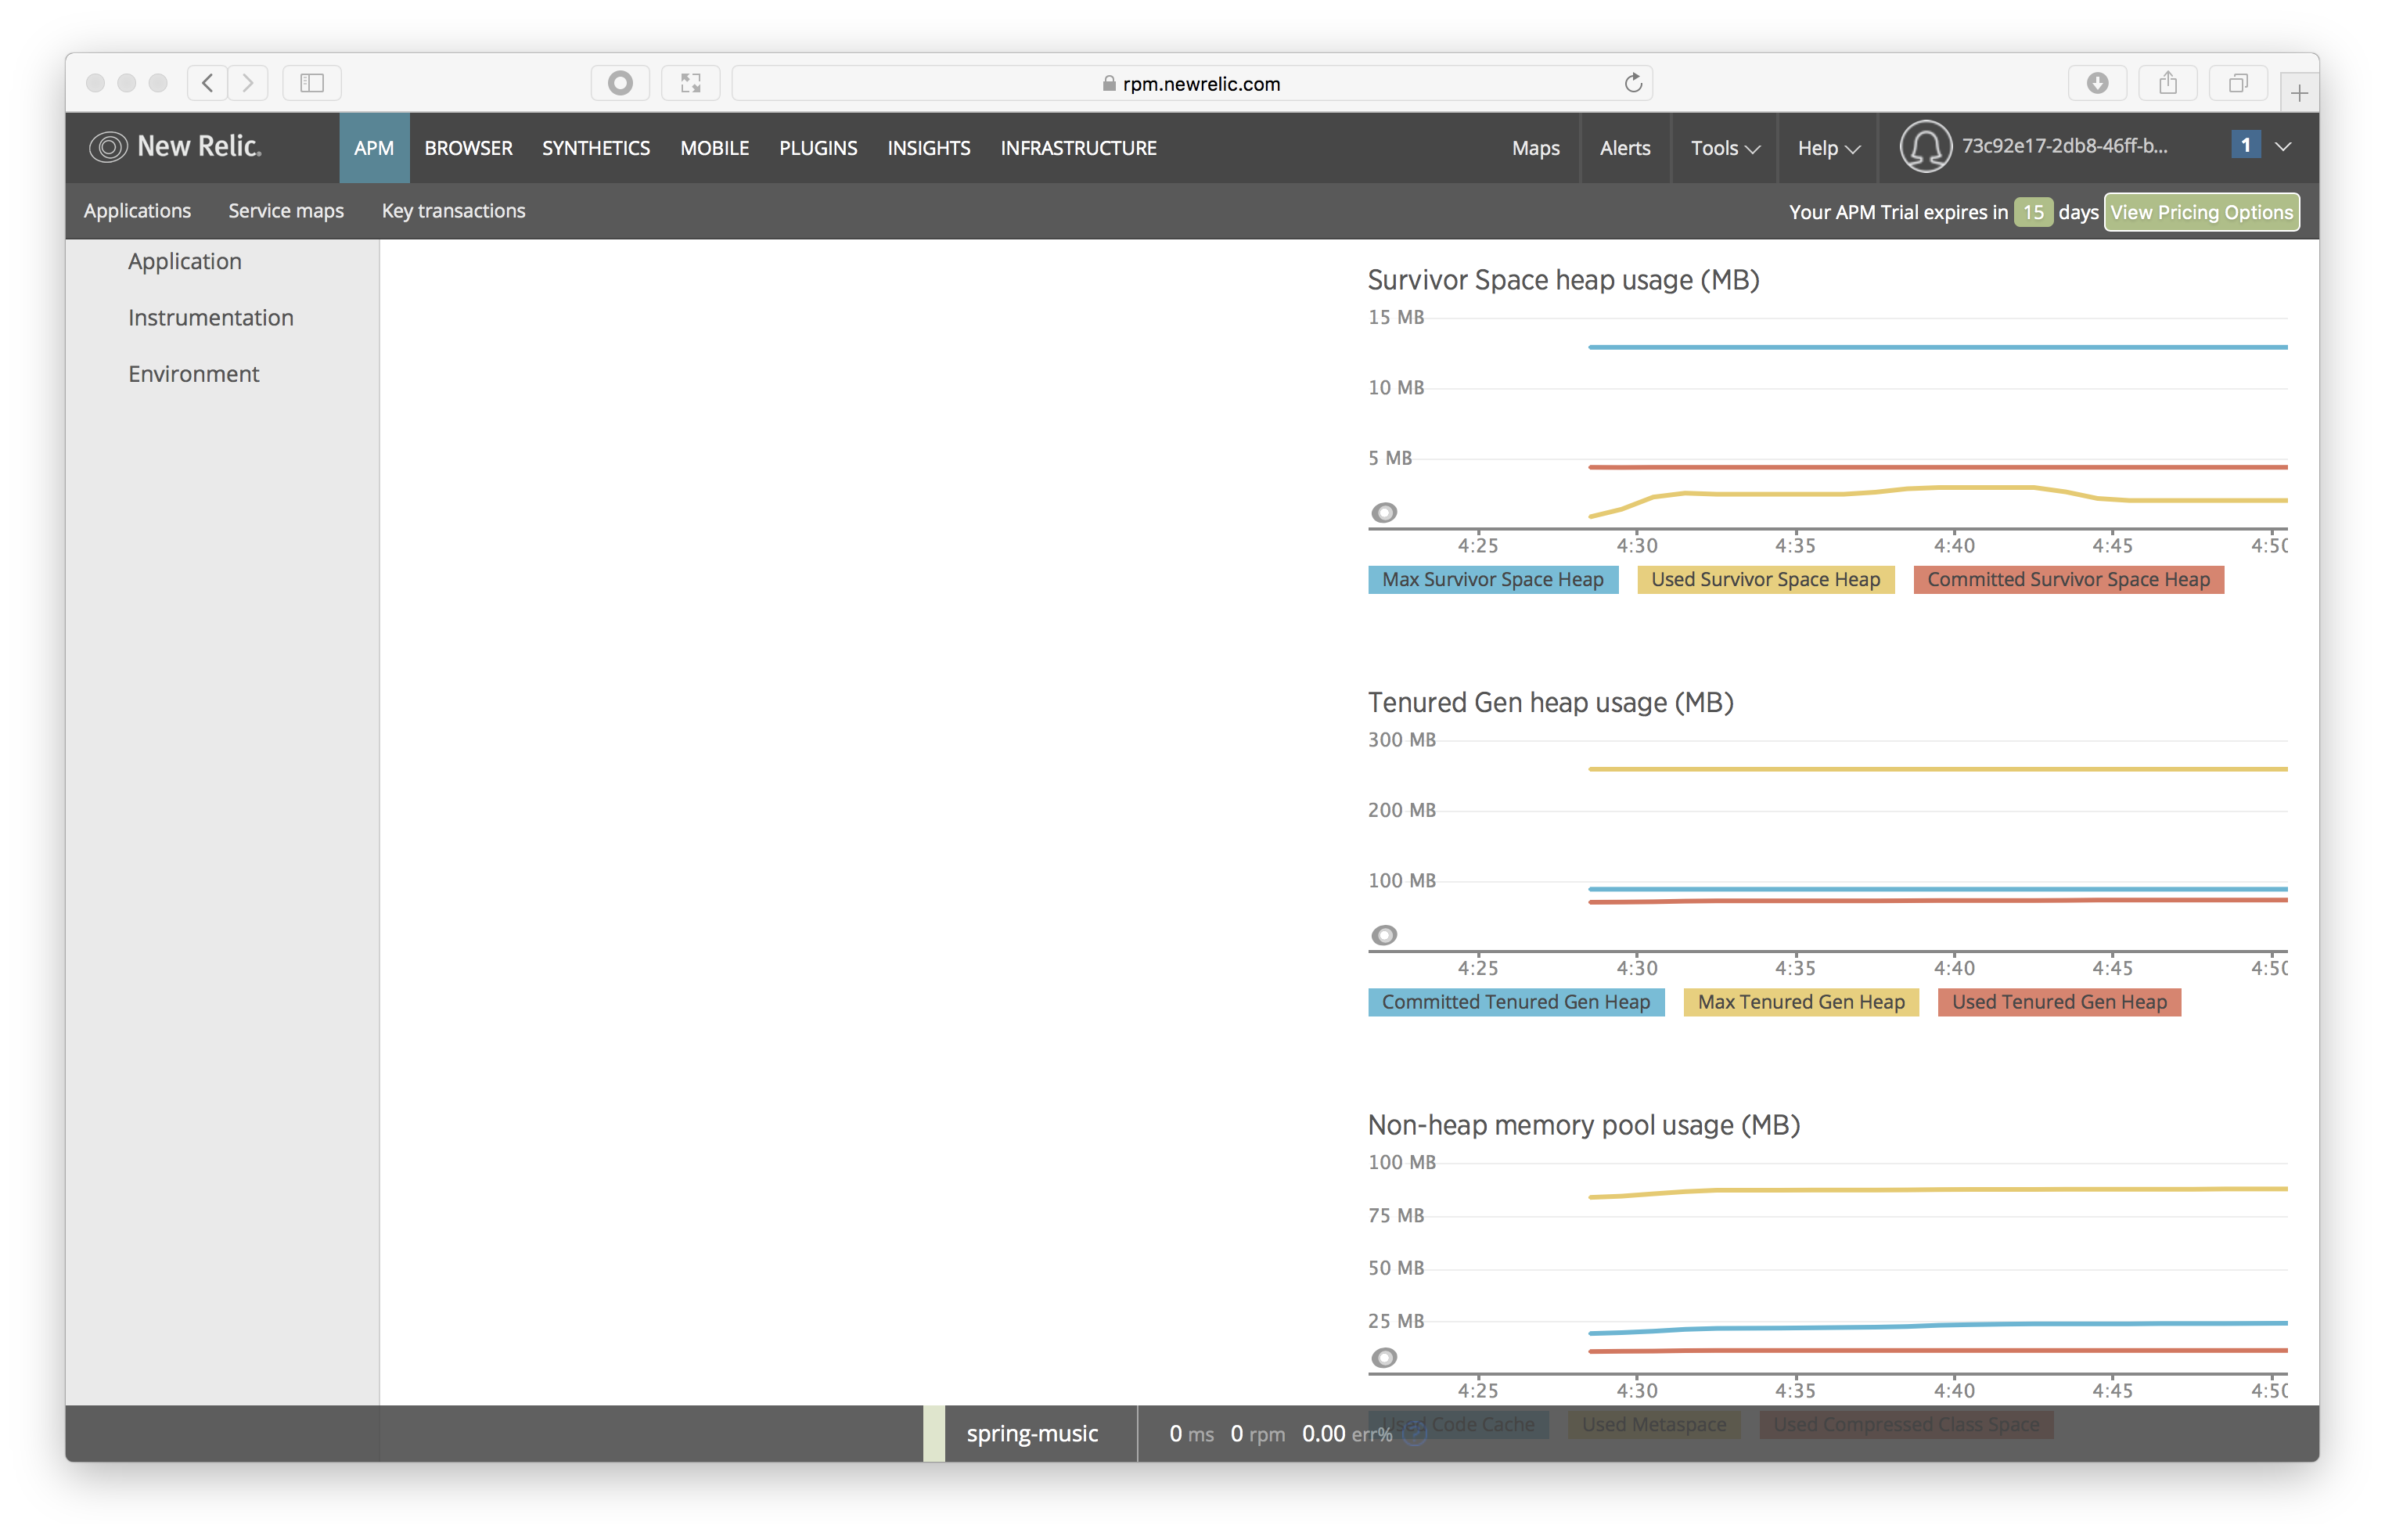 rpm.newrelic.com
New Relic.
APM BROWSER SYNTHETICS MOBILE PLUGINS INSIGHTS INFRASTRUCTURE Maps Alerts Tools Help 73c92e17-2db8-46ff-b... 1
Applications Service maps Key transactions Your APM Trial expires in 15 days View Pricing Options
Application
Instrumentation
Environment
Survivor Space heap usage (MB)
15 MB
10 MB
5 MB
4:25 4:30 4:35 4:40 4:45 4:50
Max Survivor Space Heap Used Survivor Space Heap Committed Survivor Space Heap
Tenured Gen heap usage (MB)
300 MB
200 MB
100 MB
4:25 4:30 4:35 4:40 4:45 4:50
Committed Tenured Gen Heap Max Tenured Gen Heap Used Tenured Gen Heap
Non-heap memory pool usage (MB)
100 MB
75 MB
50 MB
25 MB
4:25 4:30 4:35 4:40 4:45 4:50
Used Code Cache Used Metaspace Used Compressed Class Space
spring-music 0 ms 0 rpm 0.00 err%